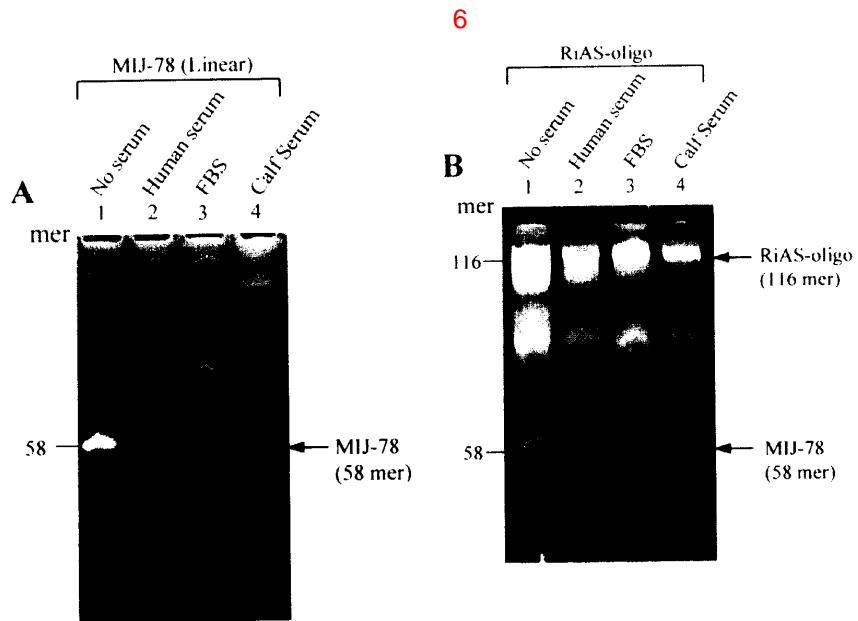 6
MIJ-78 (Linear)
No serum
Human serum
FBS
Calf Serum
A
1 2 3 4
mer
58
MIJ-78
(58 mer)
RiAS-oligo
No serum
Human serum
FBS
Calf Serum
B
1 2 3 4
mer
116
RiAS-oligo
(116 mer)
58
MIJ-78
(58 mer)